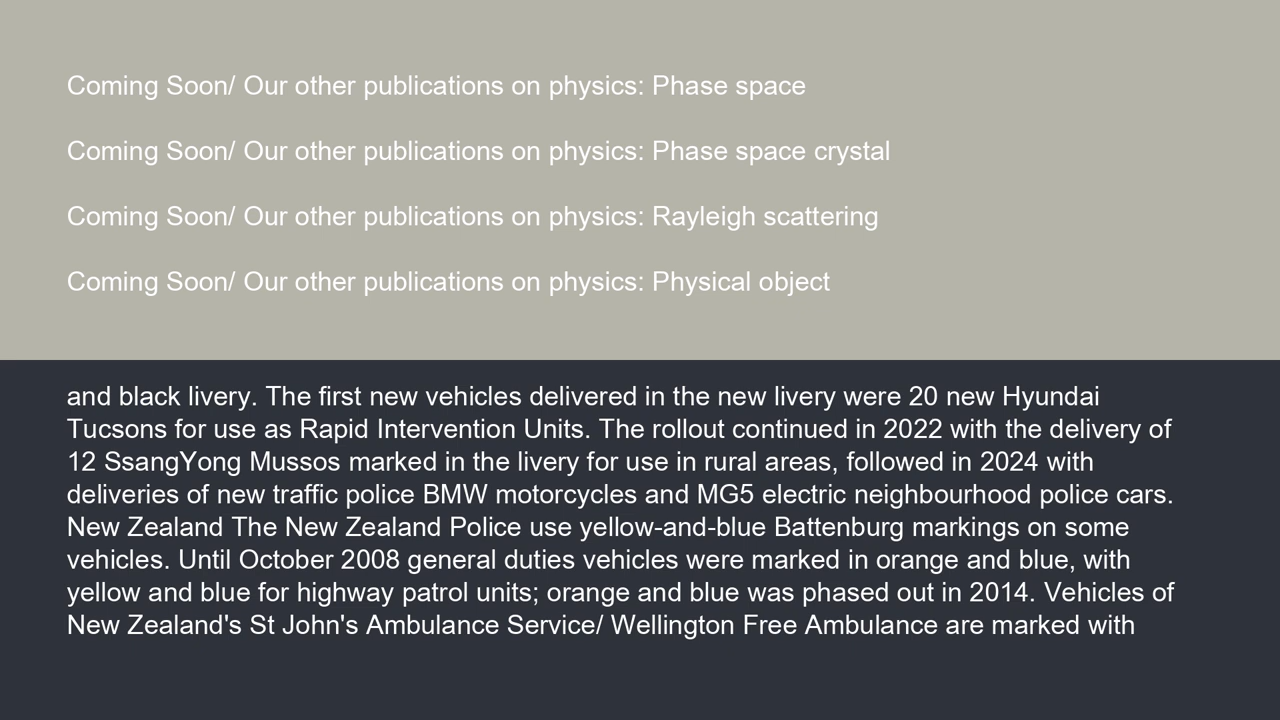 Coming Soon/ Our other publications on physics: Phase space
Coming Soon/ Our other publications on physics: Phase space crystal
Coming Soon/ Our other publications on physics: Rayleigh scattering
Coming Soon/ Our other publications on physics: Physical object
and black livery. The first new vehicles delivered in the new livery were 20 new Hyundai
Tucsons for use as Rapid Intervention Units. The rollout continued in 2022 with the delivery of
12 SsangYong Mussos marked in the livery for use in rural areas, followed in 2024 with
deliveries of new traffic police BMW motorcycles and MG5 electric neighbourhood police cars.
New Zealand The New Zealand Police use yellow-and-blue Battenburg markings on some
vehicles. Until October 2008 general duties vehicles were marked in orange and blue, with
yellow and blue for highway patrol units; orange and blue was phased out in 2014. Vehicles of
New Zealand's St John's Ambulance Service/ Wellington Free Ambulance are marked with